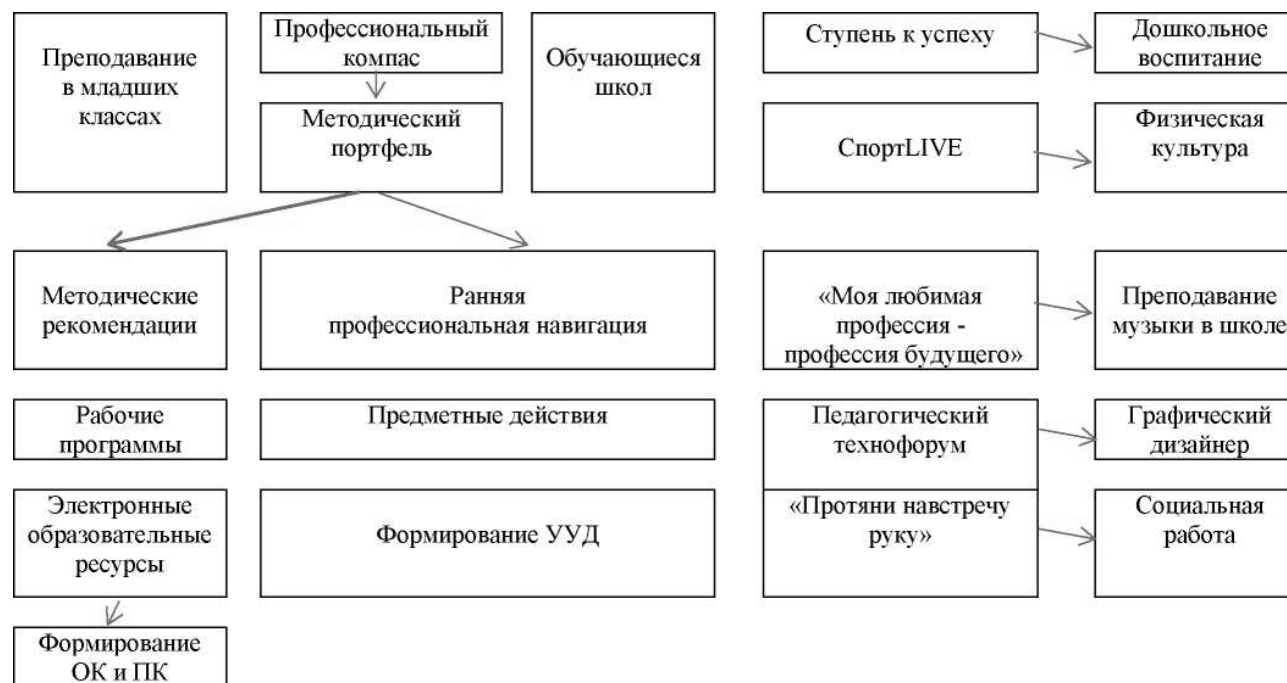 Преподавание
в младших
классах
Профессиональный
компас
Методический
портфель
Обучающиеся
школ
Ступень к успеху
Дошкольное
воспитание
СпортLIVE
Физическая
культура
Методические
рекомендации
Ранняя
профессиональная навигация
«Моя любимая
профессия -
профессия будущего»
Преподавание
музыки в школе
Рабочие
программы
Предметные действия
Педагогический
технофорум
Графический
дизайнер
Электронные
образовательные
ресурсы
Формирование УУД
«Протяни навстречу
руку»
Социальная
работа
Формирование
ОК и ПК